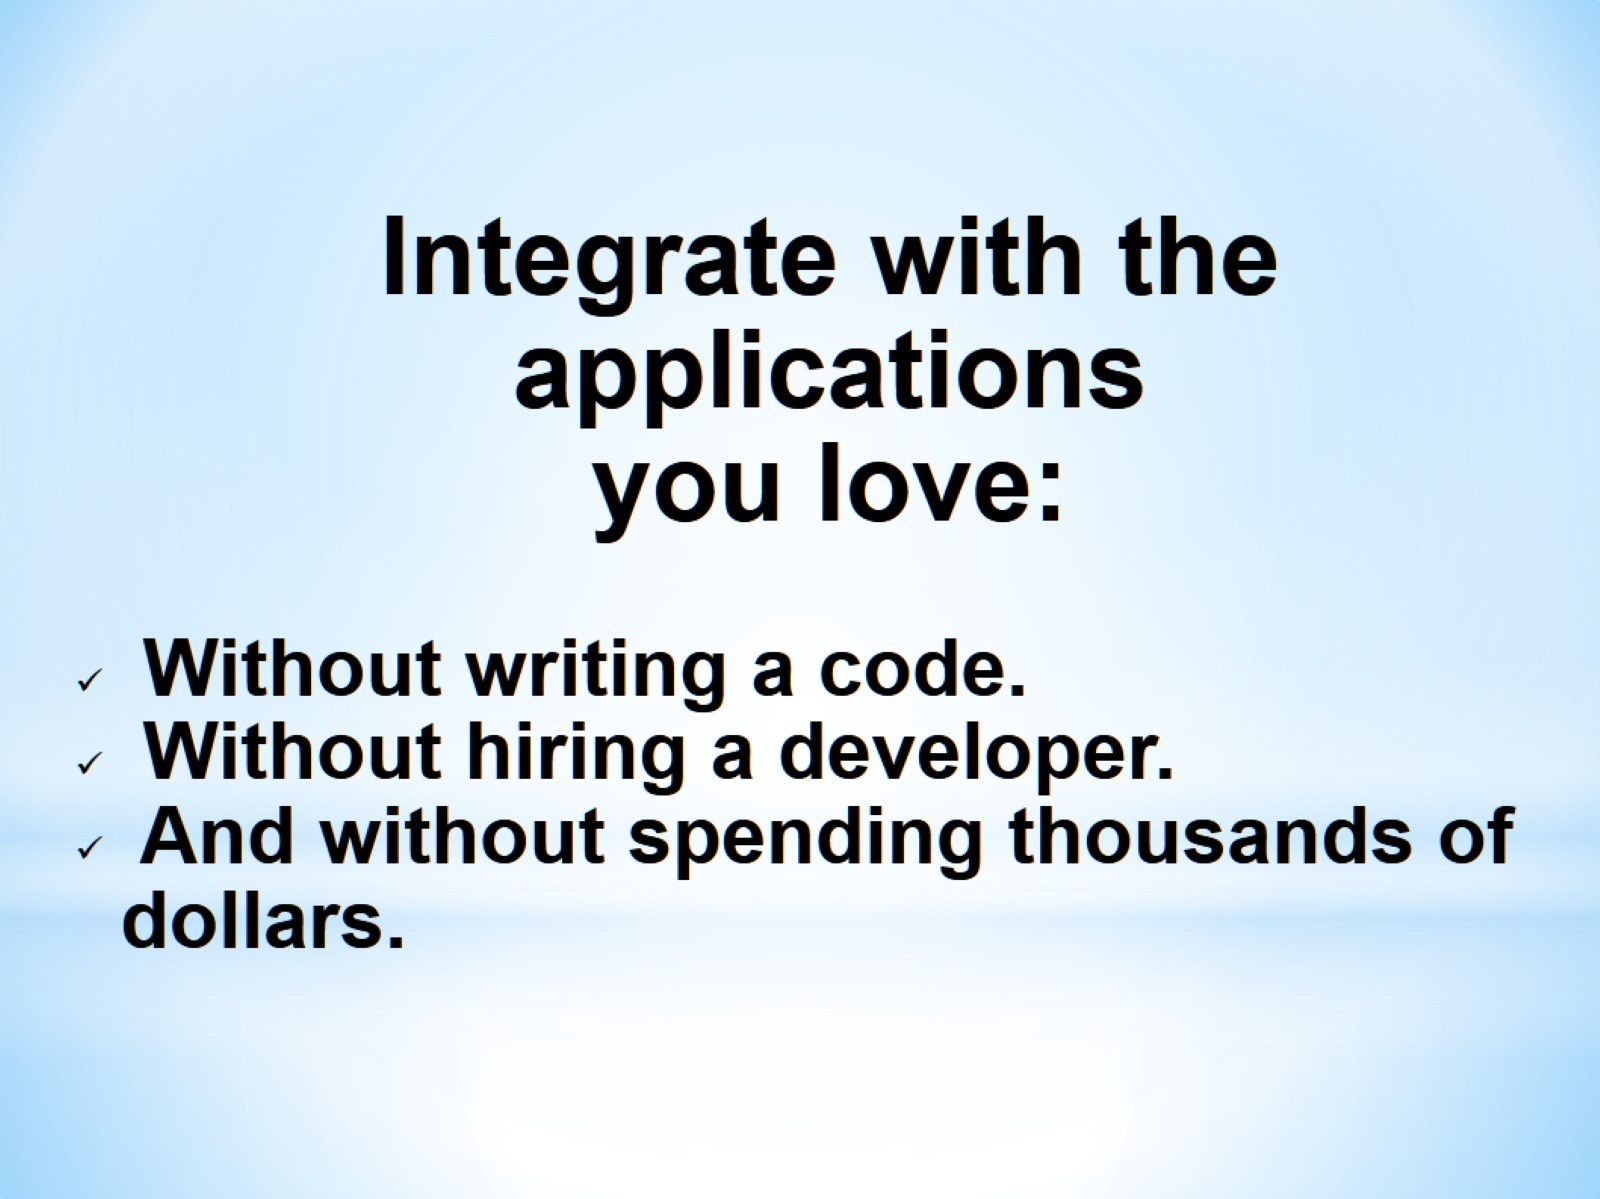 Integrate with the
applications
you love:
✓ Without writing a code.
✓ Without hiring a developer.
✓ And without spending thousands of
dollars.